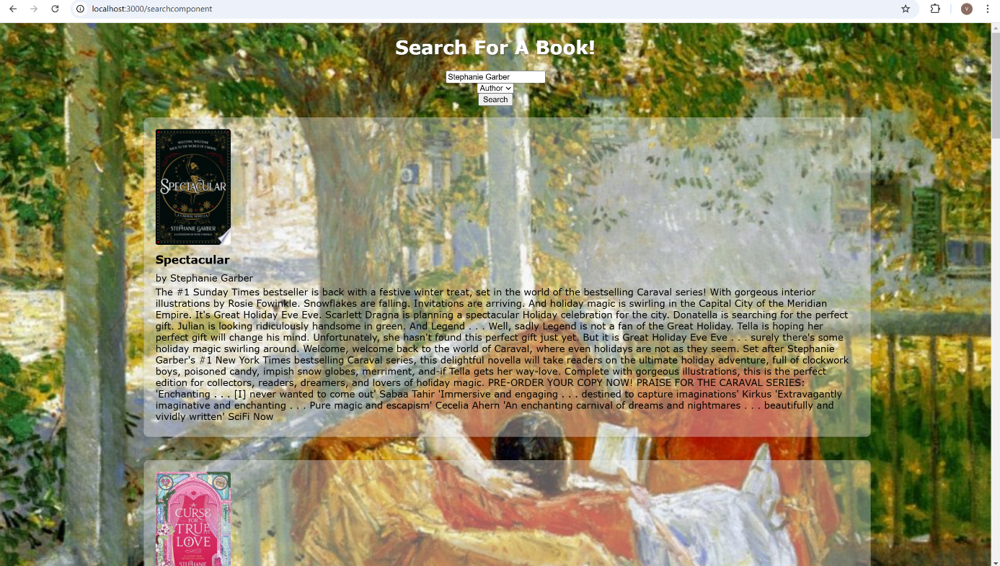 localhost:3000/searchcomponent
V
Search For A Book!
Stephanie Garber
Author
Search
WELCOME, WELCOME
BACK TO THE WORLD OF CARAVAL
SPECTACULAR
A CARAVAL NOVELLA
STEPHANIE GARBER
Spectacular
by Stephanie Garber
The #1 Sunday Times bestseller is back with a festive winter treat, set in the world of the bestselling Caraval series! With gorgeous interior
illustrations by Rosie Fowinkle. Snowflakes are falling. Invitations are arriving. And holiday magic is swirling in the Capital City of the Meridian
Empire. It's Great Holiday Eve Eve. Scarlett Dragna is planning a spectacular Holiday celebration for the city. Donatella is searching for the perfect
gift. Julian is looking ridiculously handsome in green. And Legend . . . Well, sadly Legend is not a fan of the Great Holiday. Tella is hoping her
perfect gift will change his mind. Unfortunately, she hasn't found this perfect gift just yet. But it is Great Holiday Eve Eve . . . surely there's some
holiday magic swirling around. Welcome, welcome back to the world of Caraval, where even holidays are not as they seem. Set after Stephanie
Garber's #1 New York Times bestselling Caraval series, this delightful novella will take readers on the ultimate holiday adventure, full of clockwork
boys, poisoned candy, impish snow globes, merriment, and-if Tella gets her way-love. Complete with gorgeous illustrations, this is the perfect
edition for collectors, readers, dreamers, and lovers of holiday magic. PRE-ORDER YOUR COPY NOW! PRAISE FOR THE CARAVAL SERIES:
'Enchanting . . . [I] never wanted to come out' Sabaa Tahir 'Immersive and engaging . . . destined to capture imaginations' Kirkus 'Extravagantly
imaginative and enchanting . . . Pure magic and escapism' Cecelia Ahern 'An enchanting carnival of dreams and nightmares . . . beautifully and
vividly written' SciFi Now
A
CURSE
FOR
TRUE
LOVE
STEPHANIE